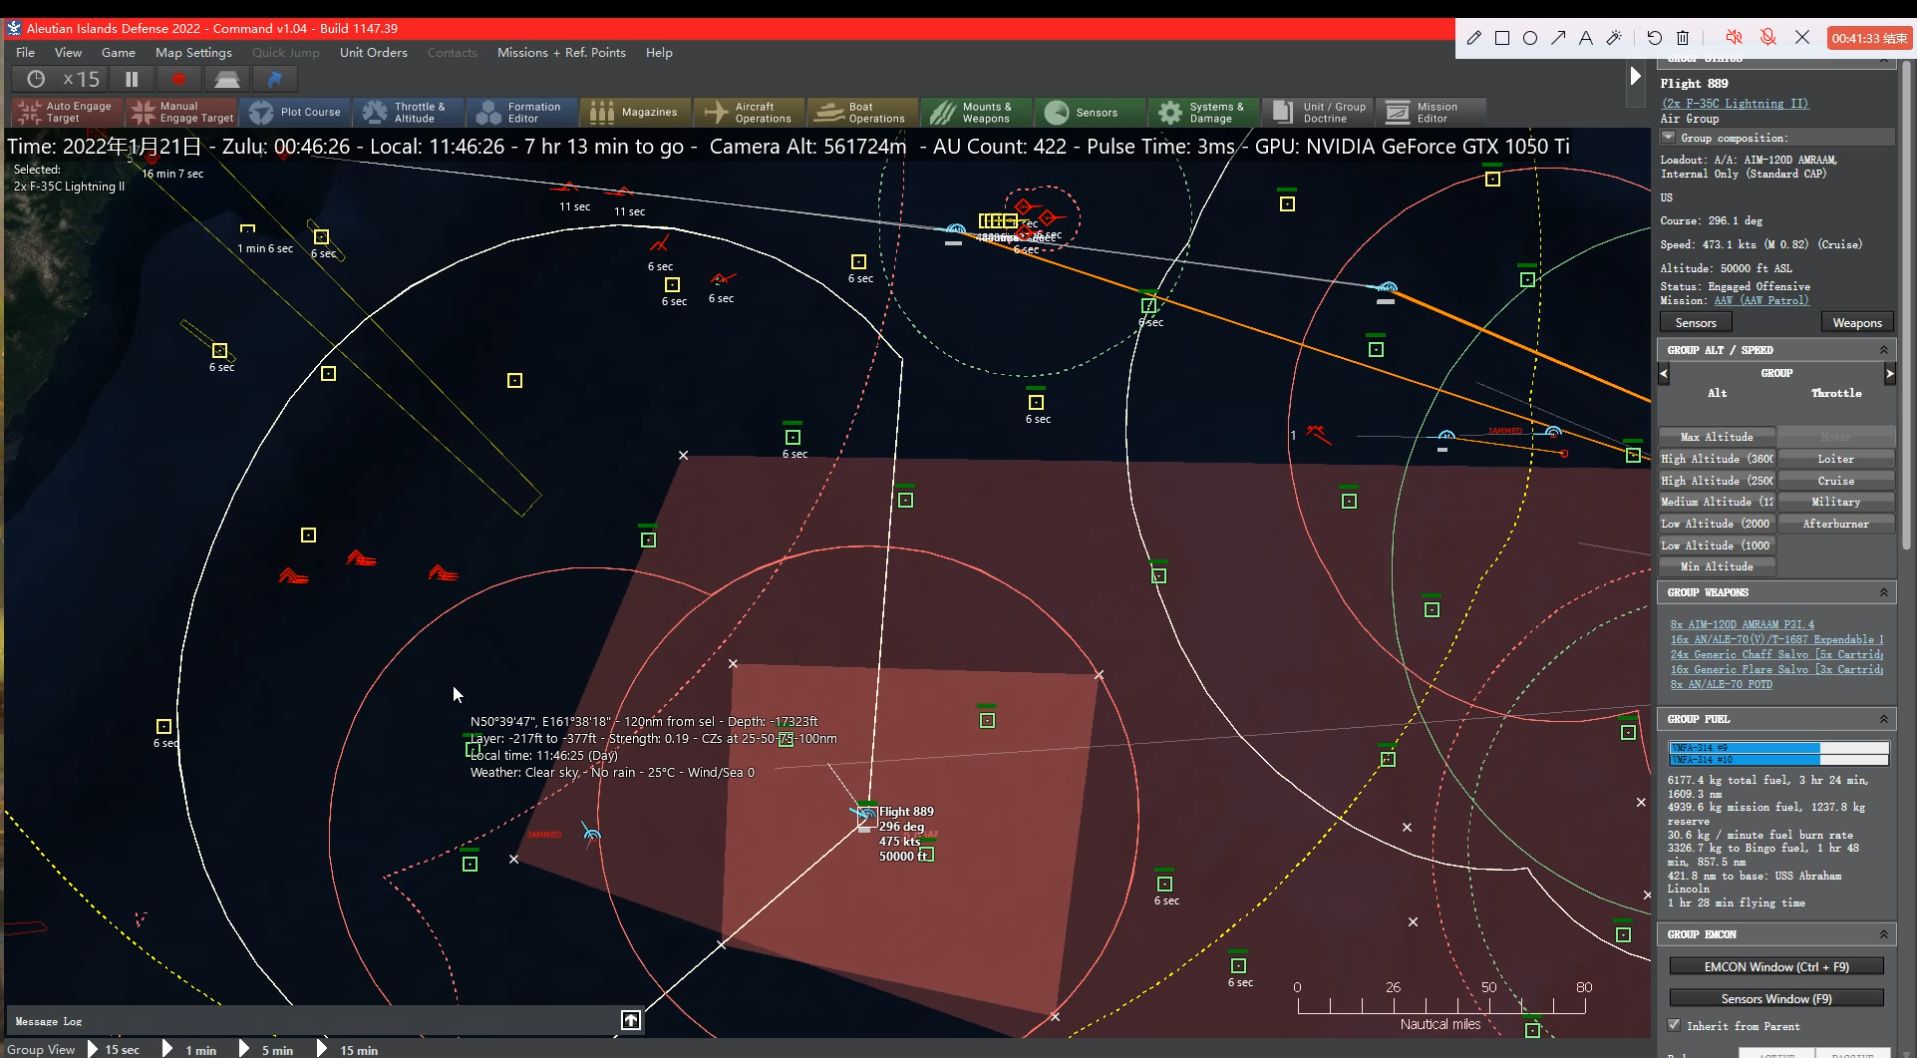 Aleutian Islands Defense 2022 - Command v1.04 - Build 1147.39
File View Game Map Settings Quick Jump Unit Orders Contacts Missions + Ref. Points Help
00:41:33 结束
x 15
Auto Engage Target
Manual Engage Target
Plot Course
Throttle & Altitude
Formation Editor
Magazines
Aircraft Operations
Boat Operations
Mounts & Weapons
Sensors
Systems & Damage
Unit / Group Doctrine
Mission Editor
Time: 2022年1月21日 - Zulu: 00:46:26 - Local: 11:46:26 - 7 hr 13 min to go - Camera Alt: 561724m - AU Count: 422 - Pulse Time: 3ms - GPU: NVIDIA GeForce GTX 1050 Ti
Selected:
2x F-35C Lightning II
16 min 7 sec
11 sec
11 sec
1 min 6 sec
6 sec
6 sec
6 sec
6 sec
6 sec
6 sec
6 sec
6 sec
6 sec
6 sec
6 sec
6 sec
1
JAMMED
N50°39'47", E161°38'18" - 120nm from sel - Depth: -17323ft
Layer: -217ft to -377ft - Strength: 0.19 - CZs at 25-50-75-100nm
Local time: 11:46:25 (Day)
Weather: Clear sky - No rain - 25°C - Wind/Sea 0
6 sec
Flight 889
296 deg
475 kts
50000 ft
JAMMED
6 sec
6 sec
0 26 50 80
Nautical miles
Message Log
Group View 15 sec 1 min 5 min 15 min
GROUP STATUS
Flight 889
(2x F-35C Lightning II)
Air Group
Group composition:
Loadout: A/A: AIM-120D AMRAAM,
Internal Only (Standard CAP)
US
Course: 296.1 deg
Speed: 473.1 kts (M 0.82) (Cruise)
Altitude: 50000 ft ASL
Status: Engaged Offensive
Mission: AAW (AAW Patrol)
Sensors Weapons
GROUP ALT / SPEED
GROUP
Alt Throttle
Max Altitude Hover
High Altitude (3600 Loiter
High Altitude (2500 Cruise
Medium Altitude (12 Military
Low Altitude (2000 Afterburner
Low Altitude (1000
Min Altitude
GROUP WEAPONS
8x AIM-120D AMRAAM P3I.4
16x AN/ALE-70(V)/T-1687 Expendable
24x Generic Chaff Salvo [5x Cartrid
16x Generic Flare Salvo [3x Cartrid
8x AN/ALE-70 POTD
GROUP FUEL
VMFA-314 #9
VMFA-314 #10
6177.4 kg total fuel, 3 hr 24 min,
1609.3 nm
4939.6 kg mission fuel, 1237.8 kg
reserve
30.6 kg / minute fuel burn rate
3326.7 kg to Bingo fuel, 1 hr 48
min, 857.5 nm
421.8 nm to base: USS Abraham
Lincoln
1 hr 28 min flying time
GROUP EMCON
EMCON Window (Ctrl + F9)
Sensors Window (F9)
Inherit from Parent